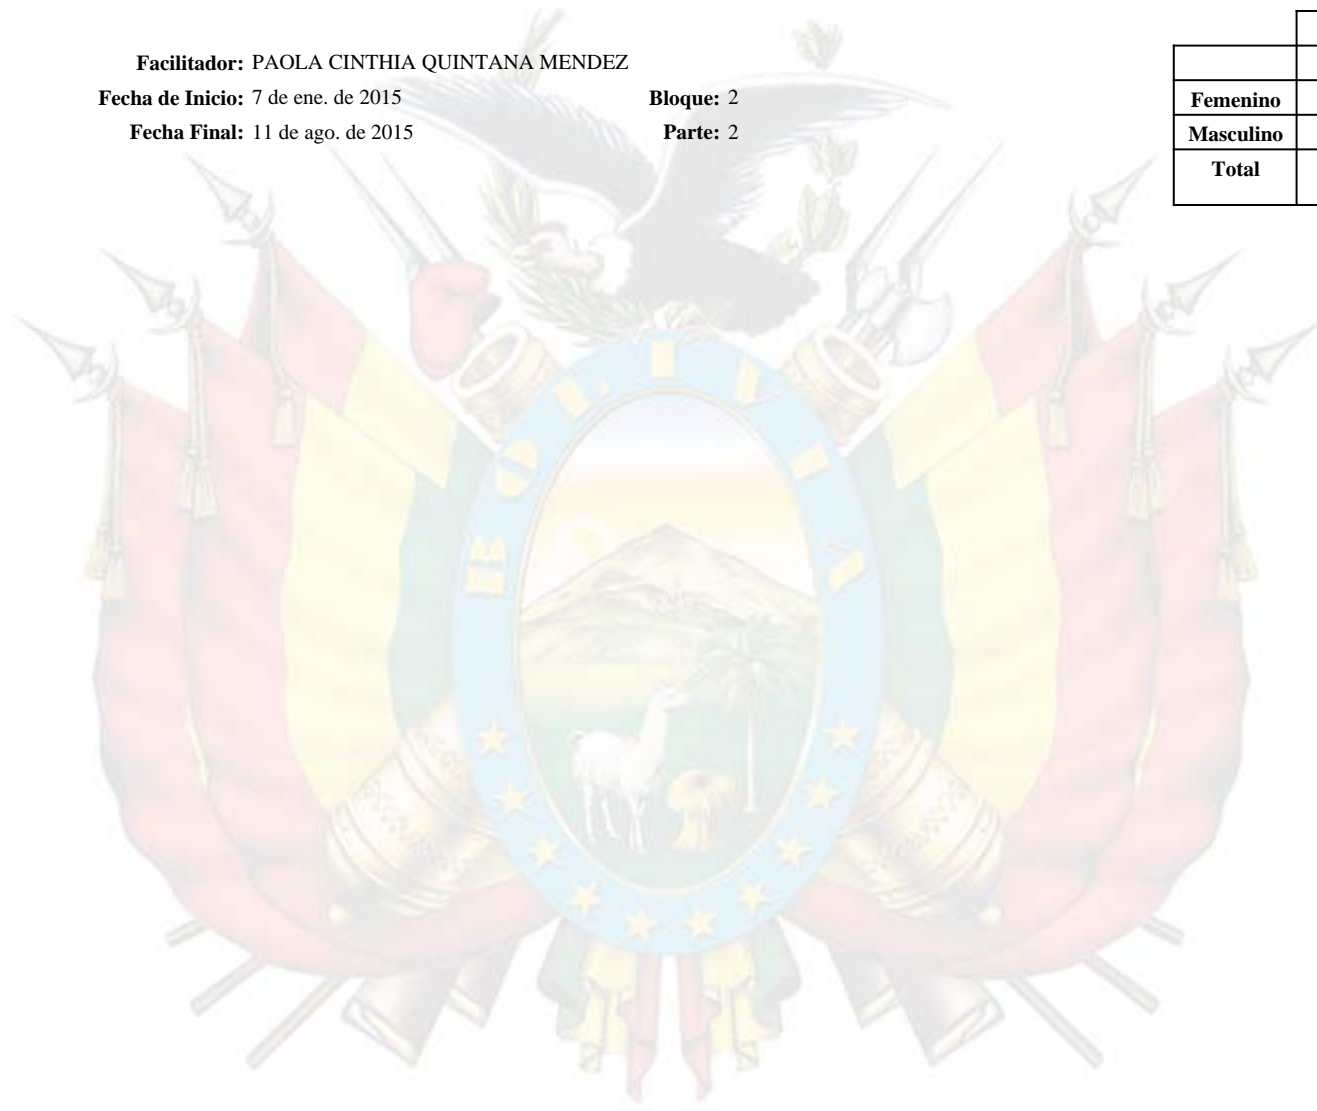 Facilitador: PAOLA CINTHIA QUINTANA MENDEZ
Fecha de Inicio: 7 de ene. de 2015 Bloque: 2
Fecha Final: 11 de ago. de 2015 Parte: 2
Femenino
Masculino
Total
BOLIVIA